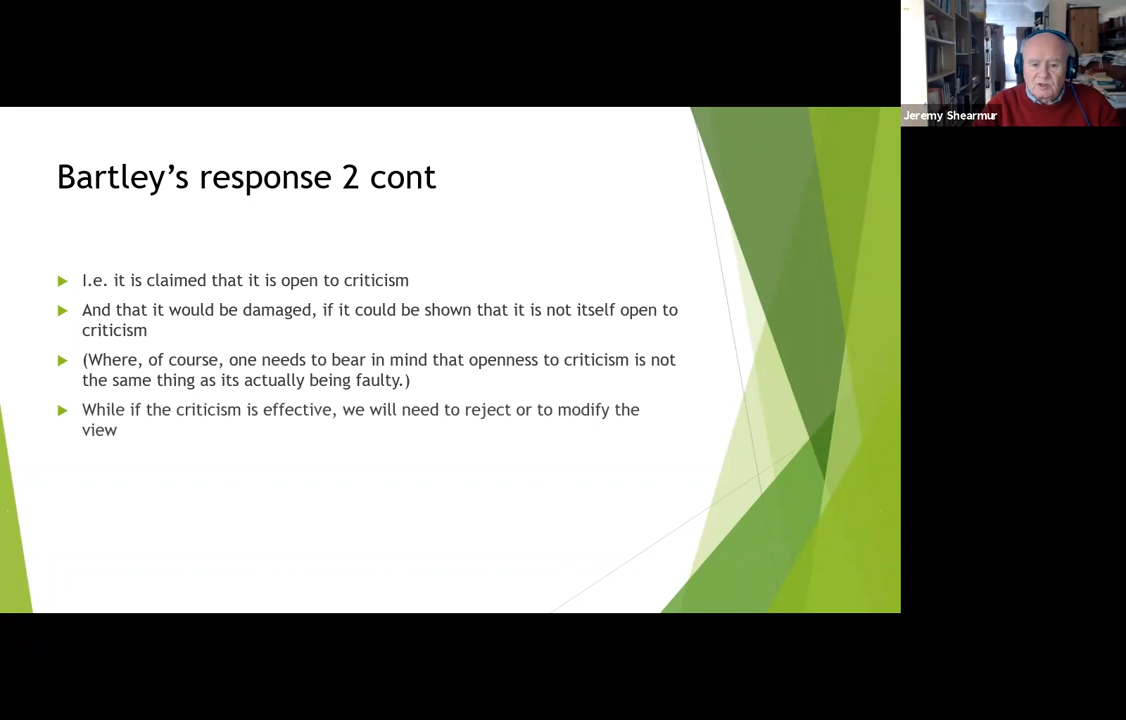 Jeremy Shearmur
Bartley’s response 2 cont
I.e. it is claimed that it is open to criticism
And that it would be damaged, if it could be shown that it is not itself open to
criticism
(Where, of course, one needs to bear in mind that openness to criticism is not
the same thing as its actually being faulty.)
While if the criticism is effective, we will need to reject or to modify the
view